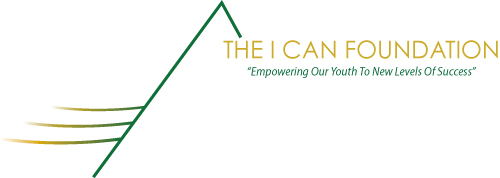 THE I CAN FOUNDATION
“Empowering Our Youth To New Levels Of Success”